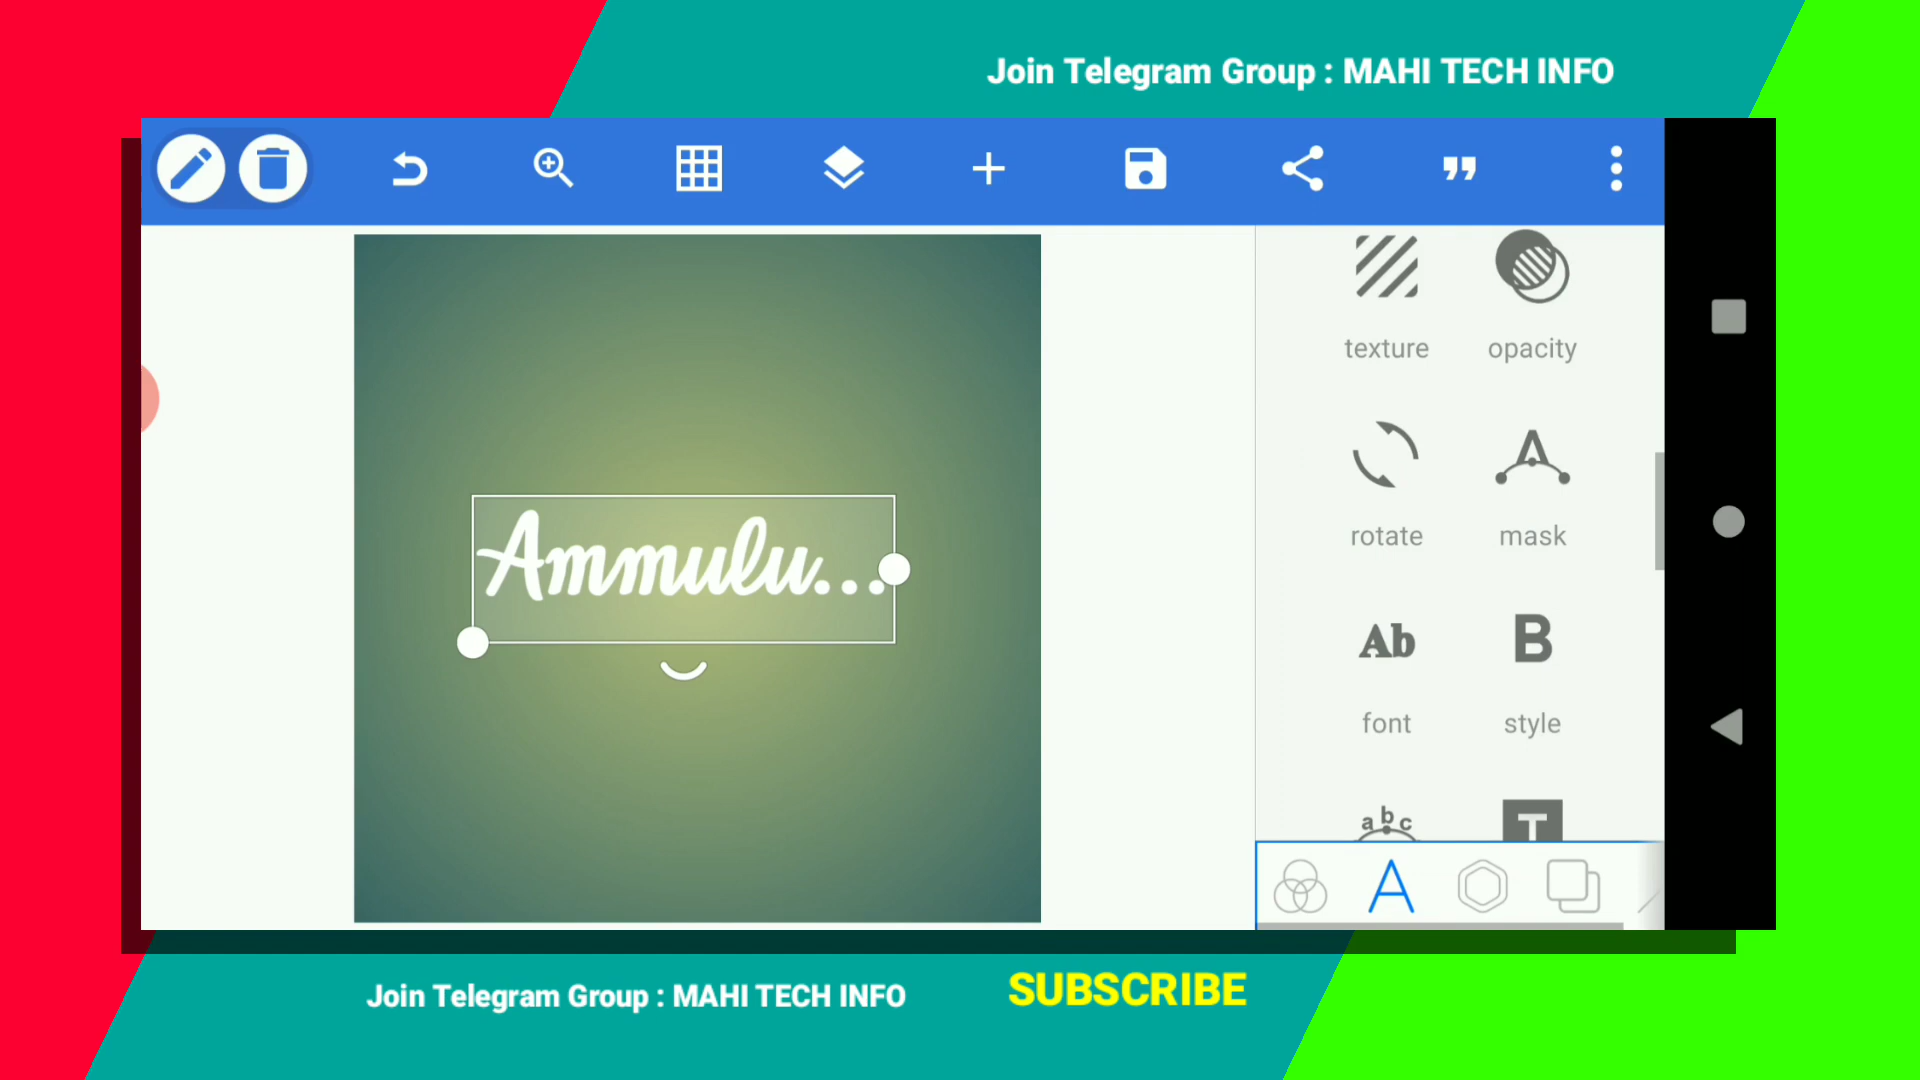 Join Telegram Group : MAHI TECH INFO
texture opacity
Ammulu...
rotate mask
Ab B
font style
abc T
A
Join Telegram Group : MAHI TECH INFO
SUBSCRIBE